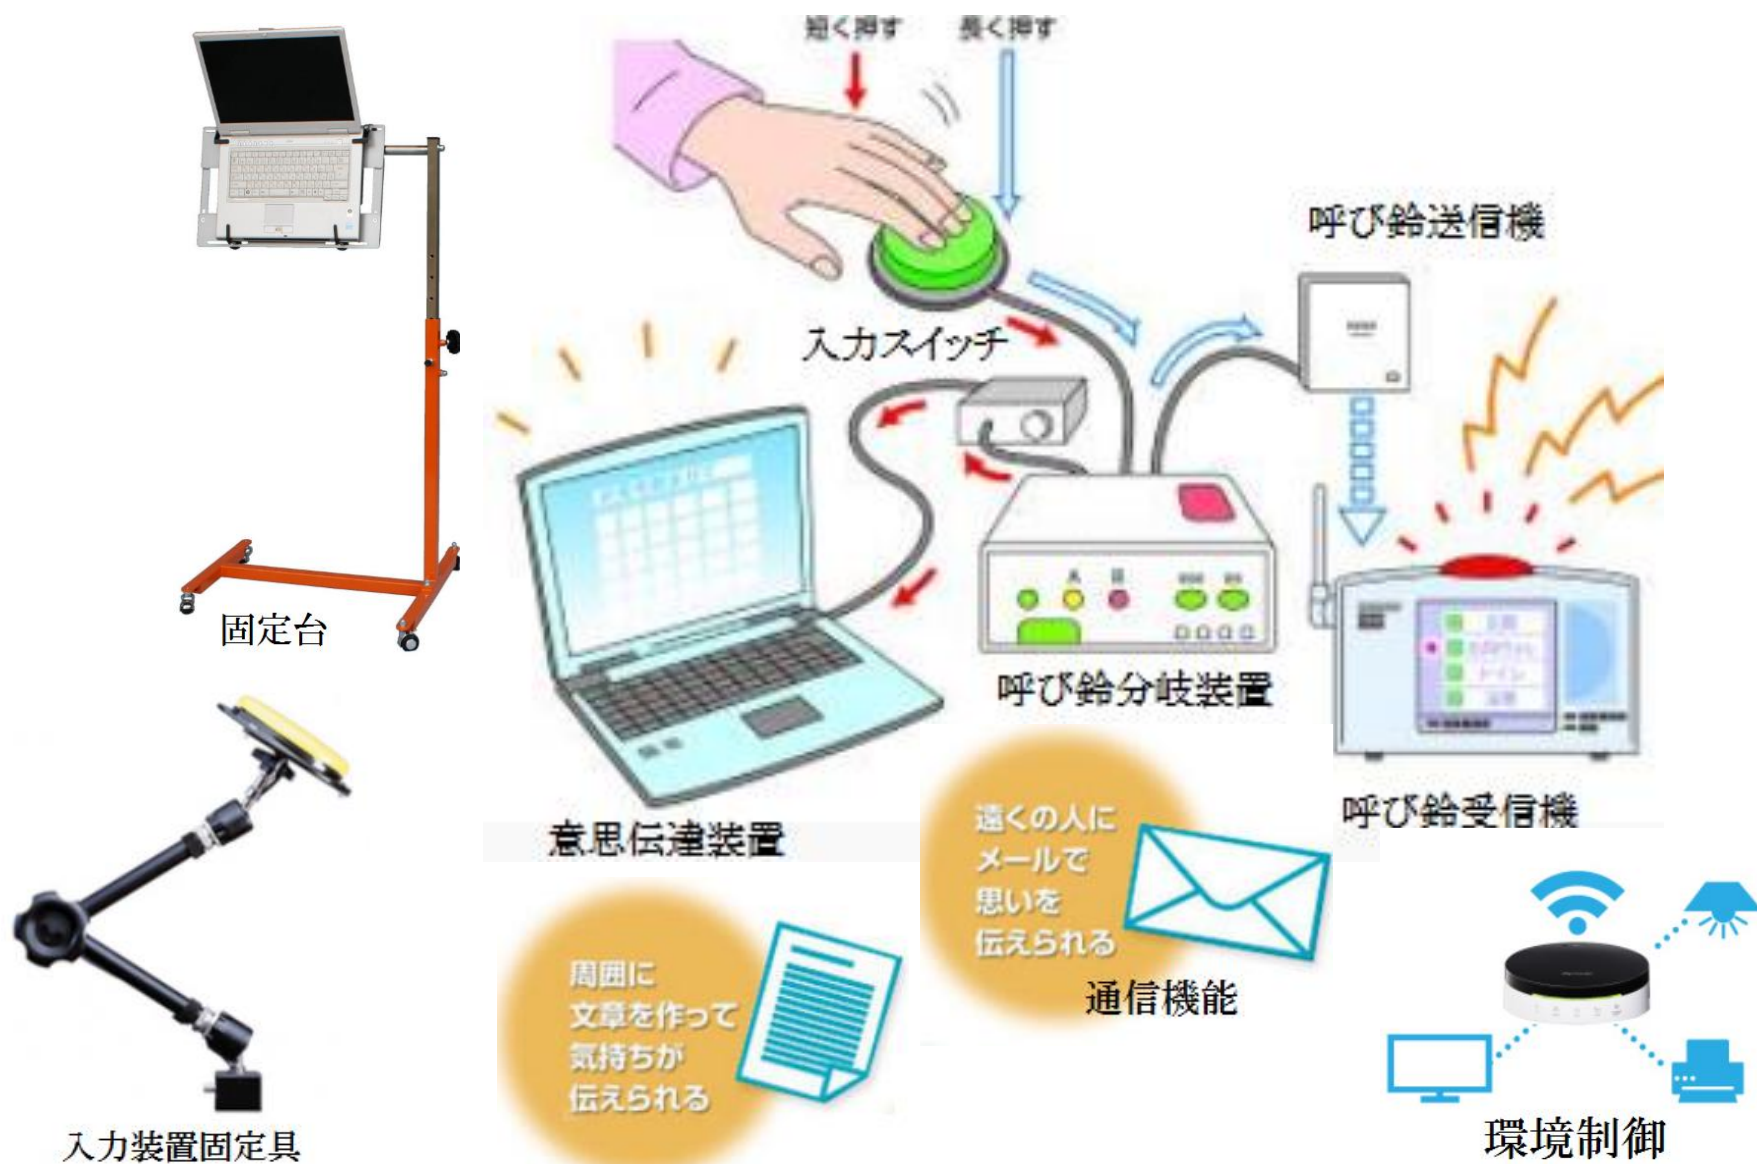 短く押す
長く押す
呼び鈴送信機
入力スイッチ
A
B
固定台
呼び鈴分岐装置
トイレ
呼び鈴受信機
意思伝達装置
遠くの人に
メールで
思いを
伝えられる
通信機能
周囲に
文章を作って
気持ちが
伝えられる
入力装置固定具
環境制御